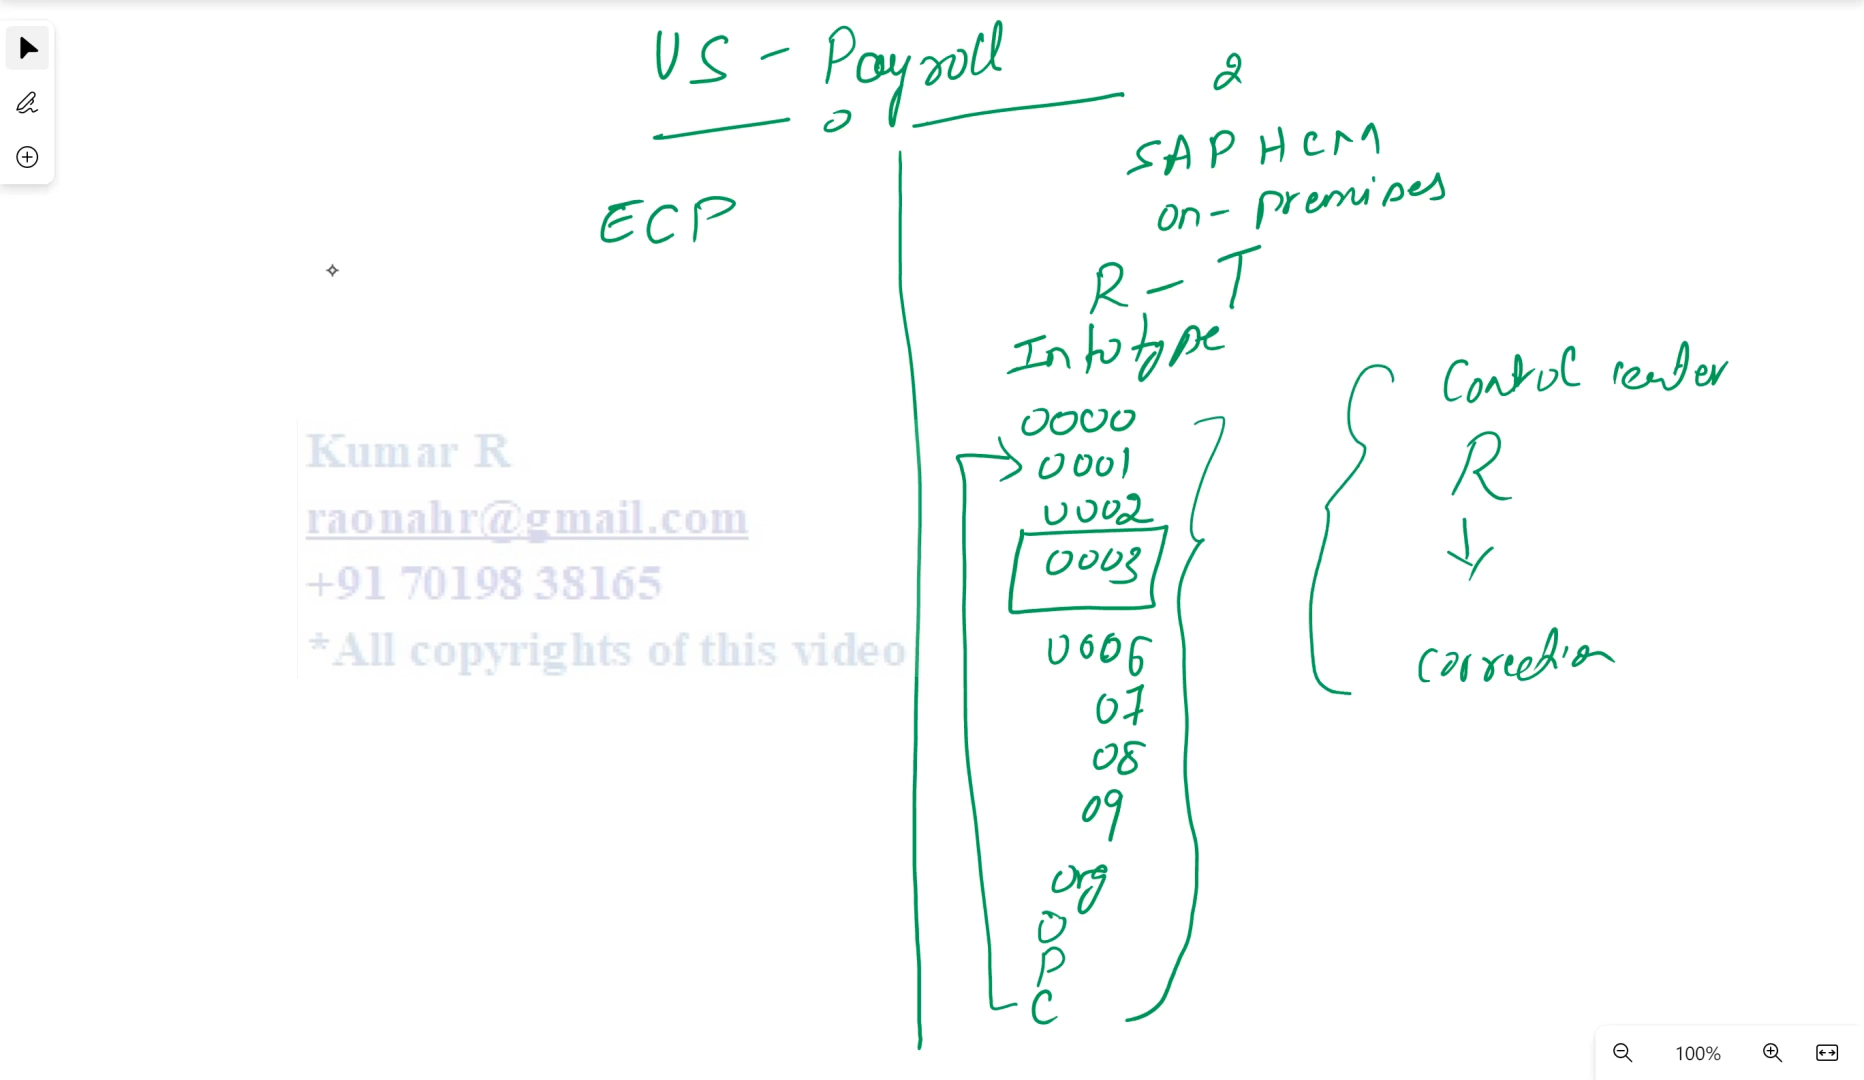 US - Payroll
2
ECP
SAP HCM
on-premises
R - T
Infotype
0000
0001
0002
0003
0006
07
08
09
org
O
P
C
Control center
R
correction
Kumar R
raonahr@gmail.com
+91 70198 38165
*All copyrights of this video
100%